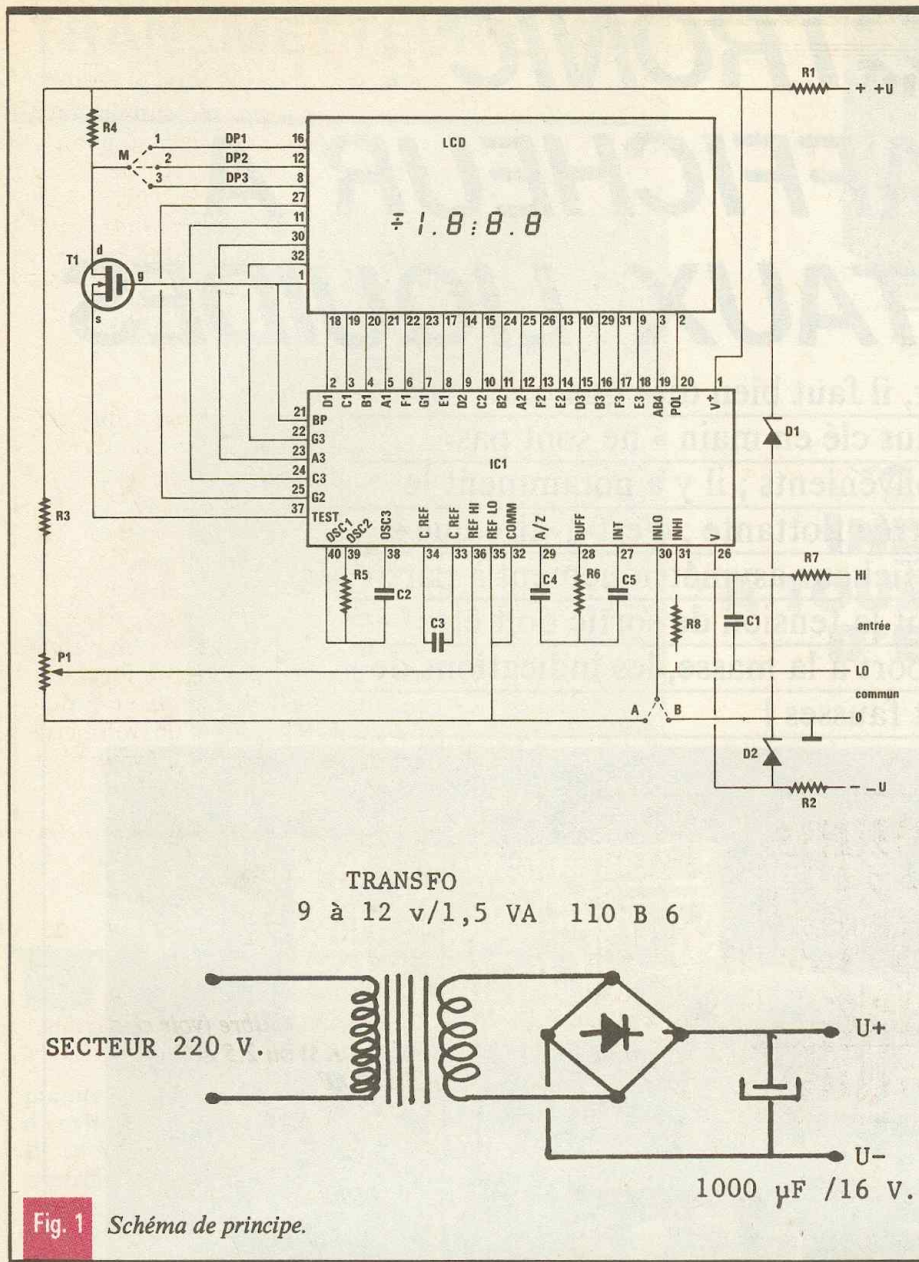 R1
+ +U
R4
M
1 DP1 16
2 DP2 12
3 DP3 8
27
11
30
32
1
LCD
÷1.8:8.8
T1
d
g
s
18 19 20 21 22 23 17 14 15 24 25 26 13 10 29 31 9 3 2
2 3 4 5 6 7 8 9 10 11 12 13 14 15 16 17 18 19 20 1
D1 C1 B1 A1 F1 G1 E1 D2 C2 B2 A2 F2 E2 D3 B3 F3 E3 AB4 POL V+
21 BP
22 G3
23 A3
24 C3
25 G2
37 TEST
IC1
D1
R3
OSC1 OSC2 OSC3 C REF C REF REF HI REF LO COMM A/Z BUFF INT INLO INHI
40 39 38 34 33 36 35 32 29 28 27 30 31 26
R5
C2
C3
C4
R6
C5
R8
C1
R7
HI
entrée
P1
LO
commun
A B
0
D2
R2
- -U
TRANSFO
9 à 12 v/1,5 VA 110 B 6
SECTEUR 220 V.
U+
U-
1000 µF /16 V.
Fig. 1 Schéma de principe.